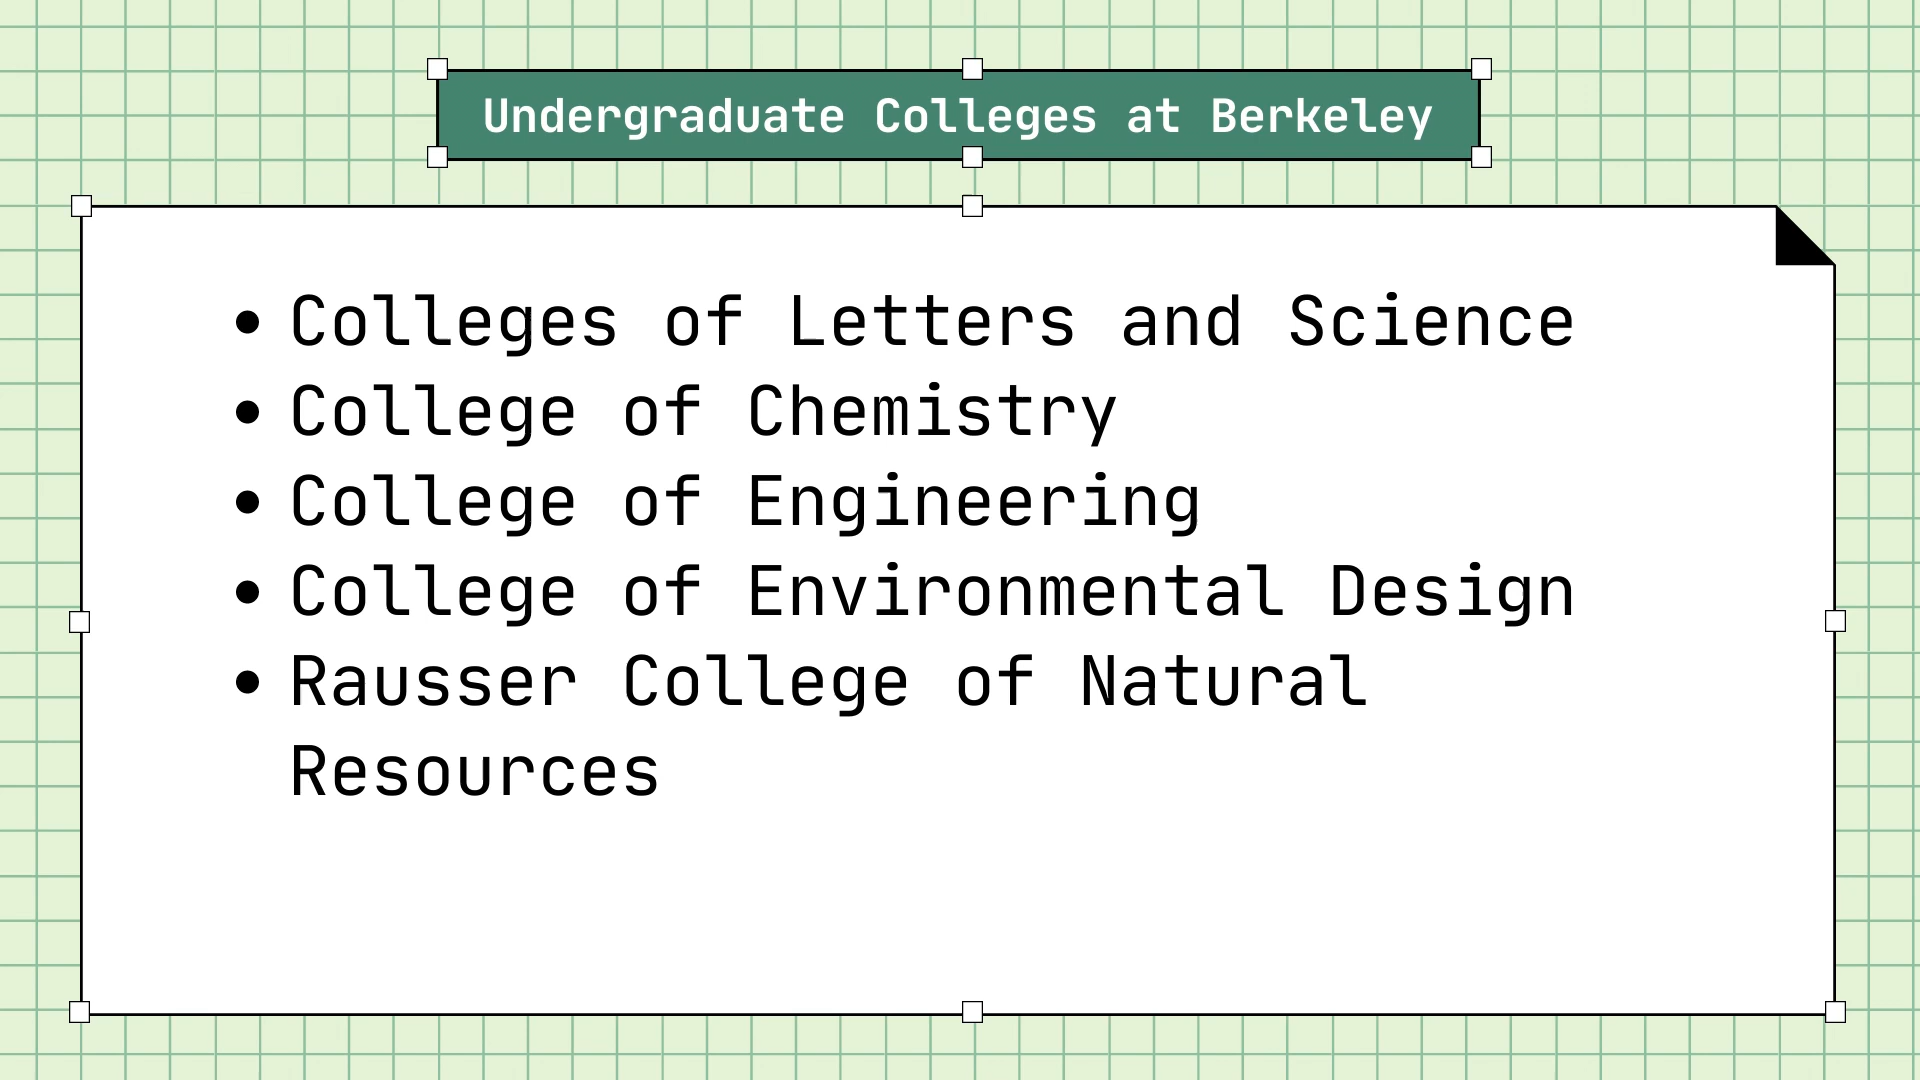 Undergraduate Colleges at Berkeley
• Colleges of Letters and Science
• College of Chemistry
• College of Engineering
• College of Environmental Design
• Rausser College of Natural
Resources